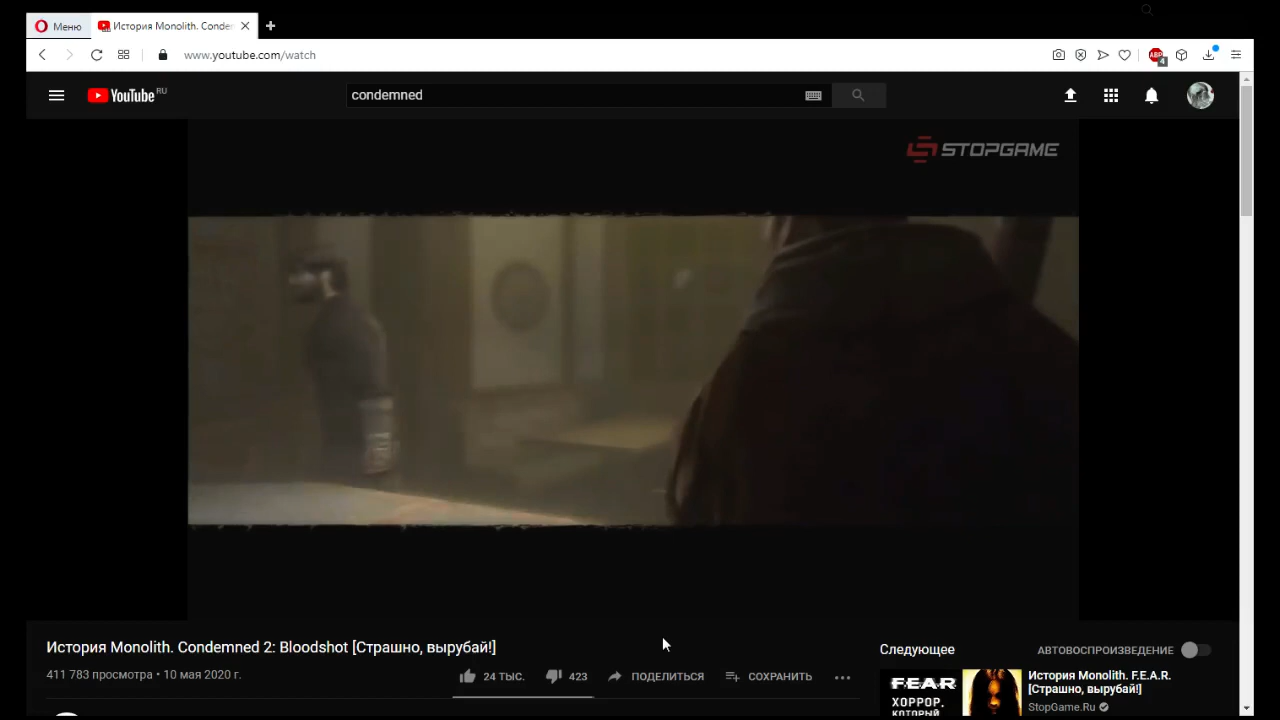 Меню
История Monolith. Conde
www.youtube.com/watch
ABP
4
YouTube RU
condemned
STOPGAME
История Monolith. Condemned 2: Bloodshot [Страшно, вырубай!]
411 783 просмотра • 10 мая 2020 г.
24 ТЫС.
423
ПОДЕЛИТЬСЯ
СОХРАНИТЬ
Следующее
АВТОВОСПРОИЗВЕДЕНИЕ
FEAR
ХОРРОР,
КОТОРЫЙ
История Monolith. F.E.A.R.
[Страшно, вырубай!]
StopGame.Ru